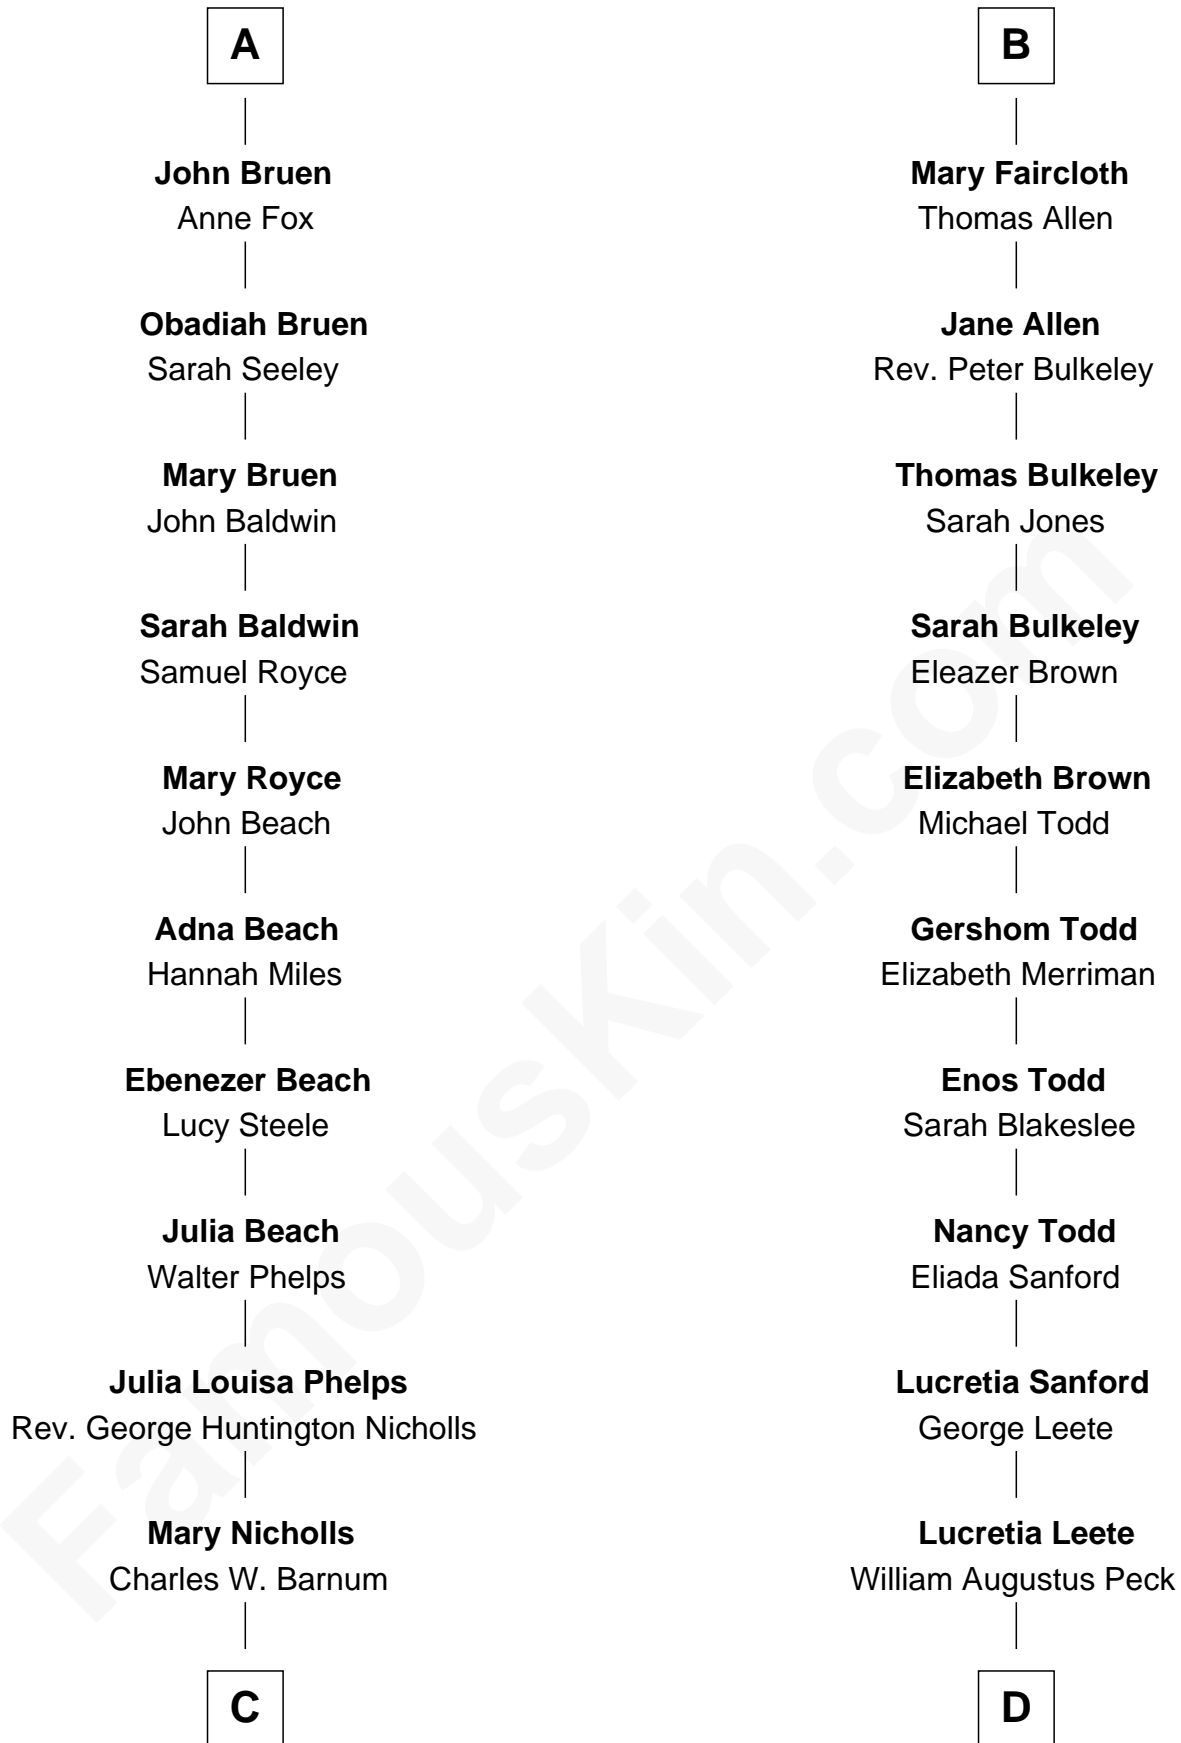 A
John Bruen
Anne Fox
Obadiah Bruen
Sarah Seeley
Mary Bruen
John Baldwin
Sarah Baldwin
Samuel Royce
Mary Royce
John Beach
Adna Beach
Hannah Miles
Ebenezer Beach
Lucy Steele
Julia Beach
Walter Phelps
Julia Louisa Phelps
Rev. George Huntington Nicholls
Mary Nicholls
Charles W. Barnum
C
B
Mary Faircloth
Thomas Allen
Jane Allen
Rev. Peter Bulkeley
Thomas Bulkeley
Sarah Jones
Sarah Bulkeley
Eleazer Brown
Elizabeth Brown
Michael Todd
Gershom Todd
Elizabeth Merriman
Enos Todd
Sarah Blakeslee
Nancy Todd
Eliada Sanford
Lucretia Sanford
George Leete
Lucretia Leete
William Augustus Peck
D
FamousKin.com